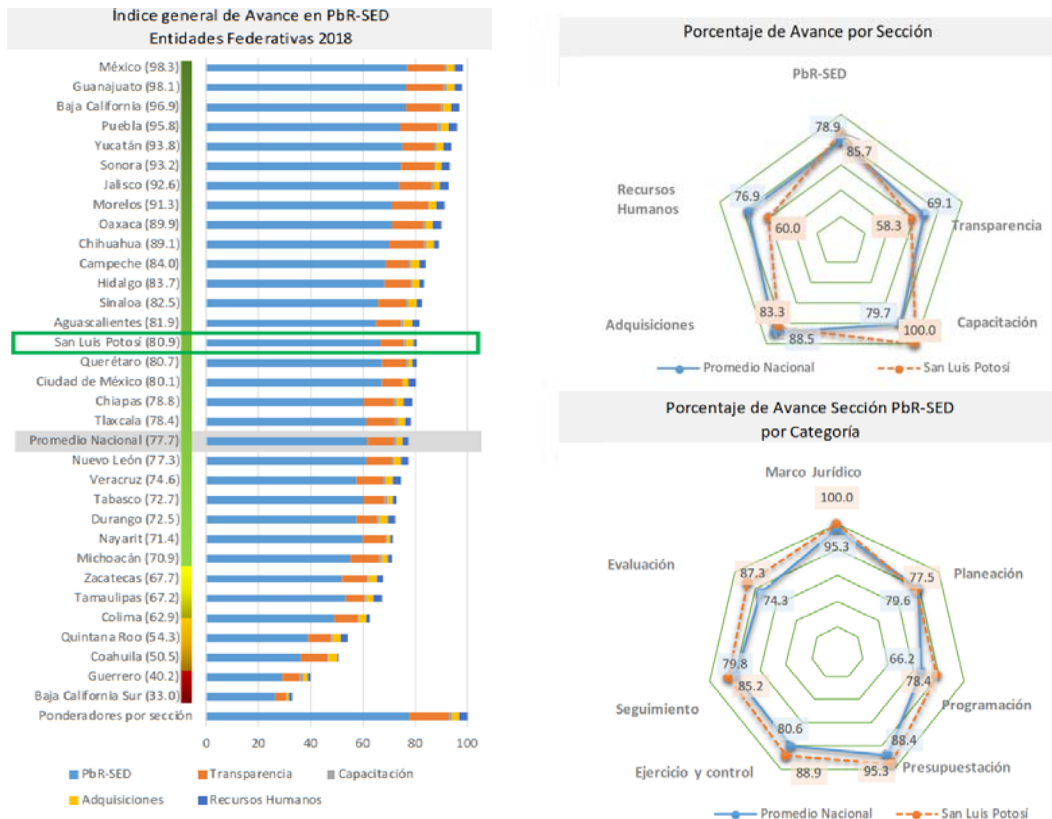 Índice general de Avance en PbR-SED
Entidades Federativas 2018
México (98.3)
Guanajuato (98.1)
Baja California (96.9)
Puebla (95.8)
Yucatán (93.8)
Sonora (93.2)
Jalisco (92.6)
Morelos (91.3)
Oaxaca (89.9)
Chihuahua (89.1)
Campeche (84.0)
Hidalgo (83.7)
Sinaloa (82.5)
Aguascalientes (81.9)
San Luis Potosí (80.9)
Querétaro (80.7)
Ciudad de México (80.1)
Chiapas (78.8)
Tlaxcala (78.4)
Promedio Nacional (77.7)
Nuevo León (77.3)
Veracruz (74.6)
Tabasco (72.7)
Durango (72.5)
Nayarit (71.4)
Michoacán (70.9)
Zacatecas (67.7)
Tamaulipas (67.2)
Colima (62.9)
Quintana Roo (54.3)
Coahuila (50.5)
Guerrero (40.2)
Baja California Sur (33.0)
Ponderadores por sección
0 20 40 60 80 100
PbR-SED Transparencia Capacitación
Adquisiciones Recursos Humanos
Porcentaje de Avance por Sección
PbR-SED
78.9
85.7
Recursos
Humanos
76.9
60.0
69.1
58.3
Transparencia
Adquisiciones
83.3
88.5
79.7
100.0
Capacitación
Promedio Nacional San Luis Potosí
Porcentaje de Avance Sección PbR-SED
por Categoría
Marco Jurídico
100.0
95.3
Evaluación
87.3
74.3
77.5
79.6
Planeación
79.8
85.2
Seguimiento
66.2
78.4
Programación
80.6
88.9
Ejercicio y control
88.4
95.3
Presupuestación
Promedio Nacional San Luis Potosí